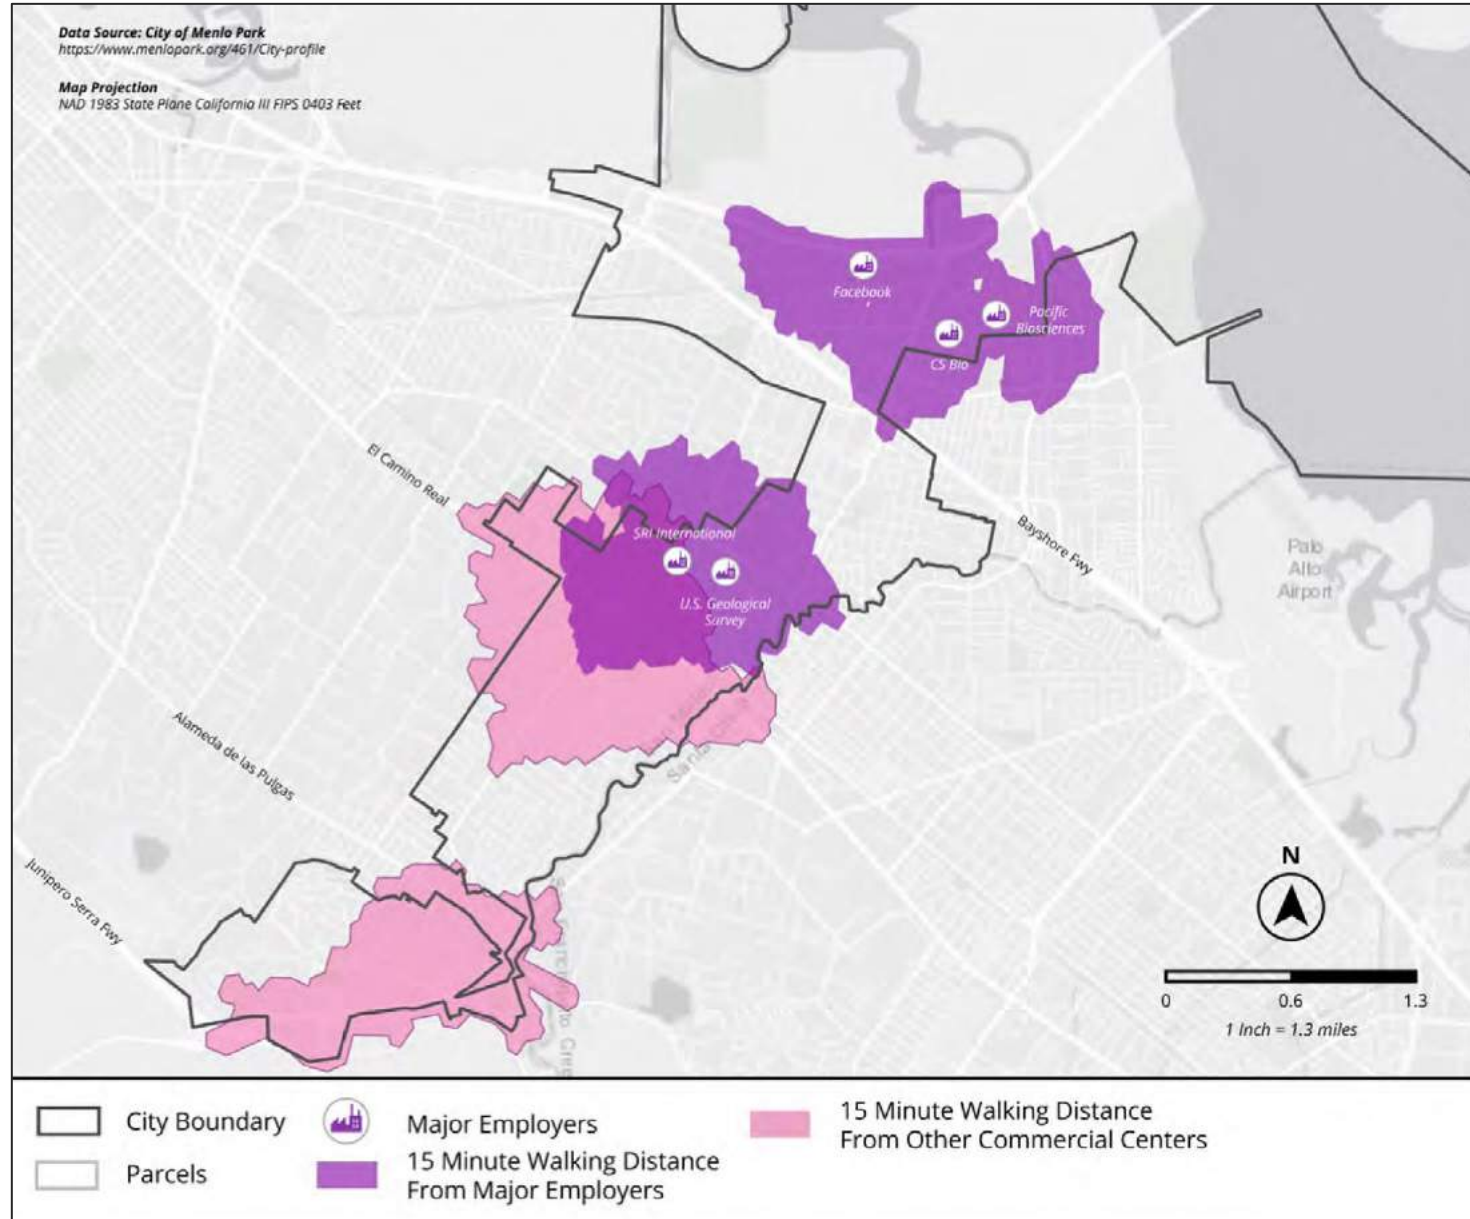 Data Source: City of Menlo Park
https://www.menlopark.org/461/City-profile
Map Projection
NAD 1983 State Plane California III FIPS 0403 Feet
Facebook
Pacific
Biosciences
CS Bio
El Camino Real
SRI International
U.S. Geological
Survey
Bayshore Fwy
Palo
Alto
Airport
Alameda de las Pulgas
Junipero Serra Fwy
N
0
0.6
1.3
1 Inch = 1.3 miles
City Boundary
Parcels
Major Employers
15 Minute Walking Distance
From Major Employers
15 Minute Walking Distance
From Other Commercial Centers